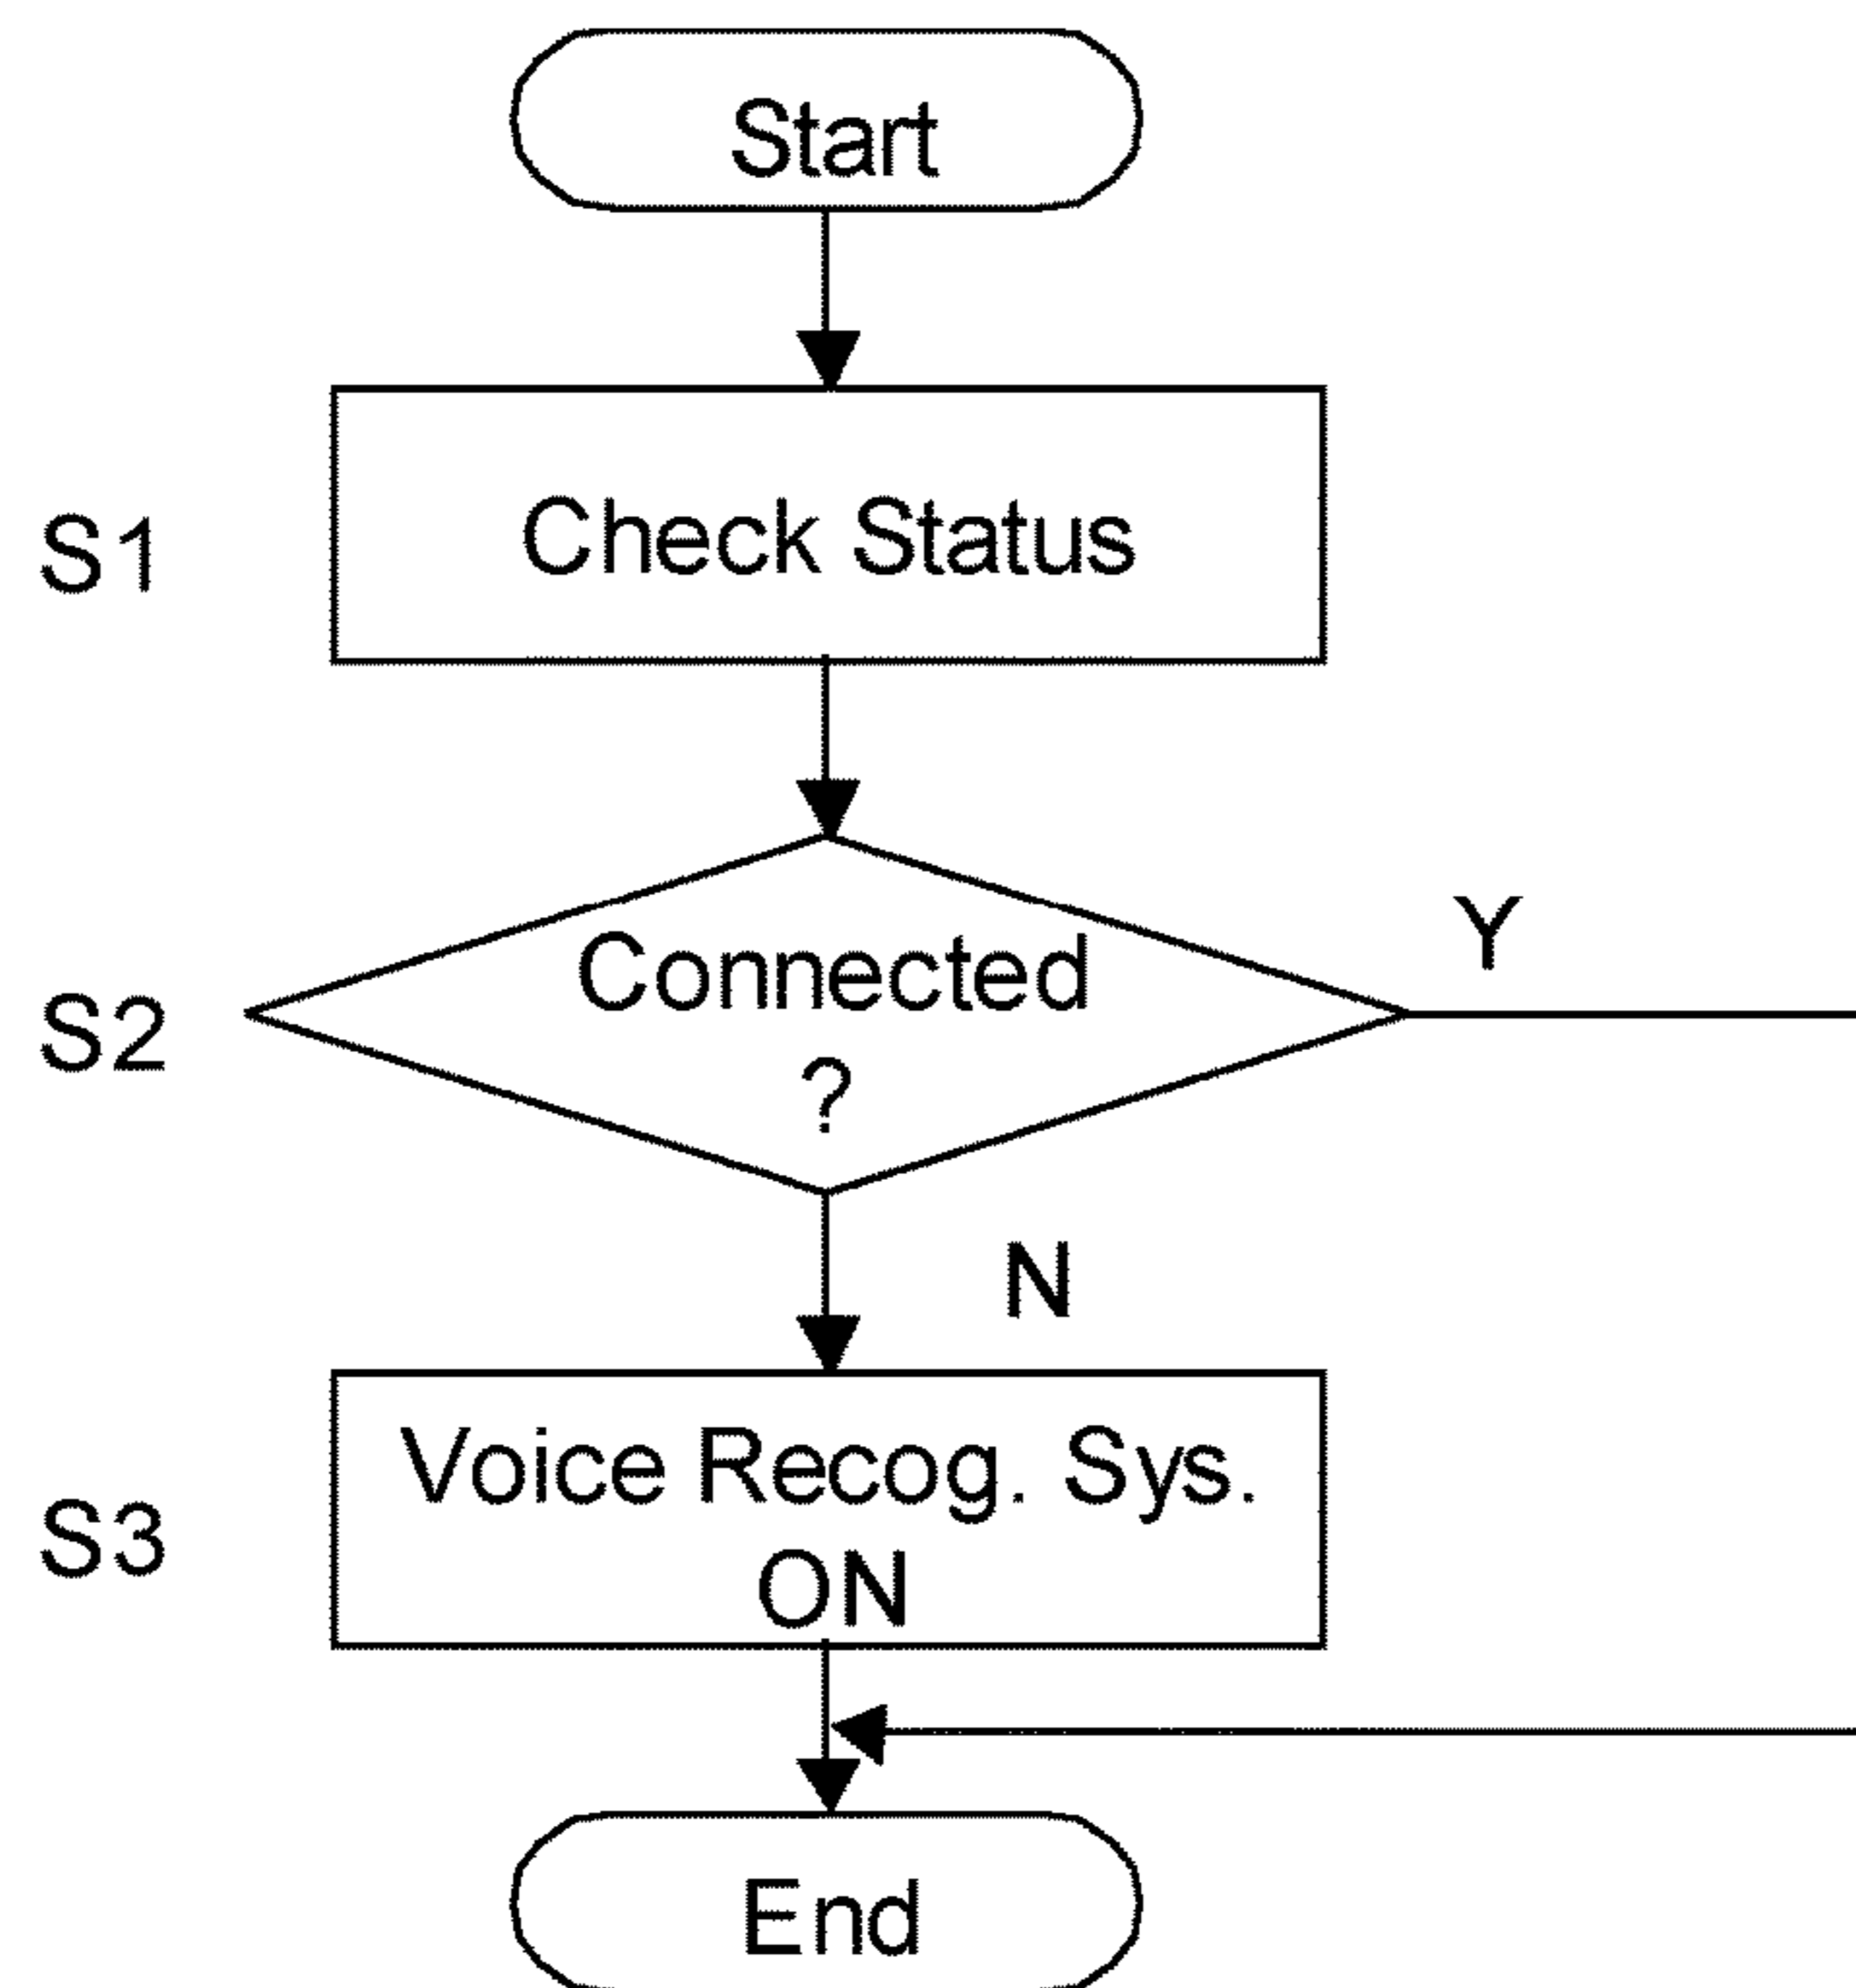 Start
S1
Check Status
Y
Connected
S2
?
N
Voice Recog. Sys.
S3
ON
End